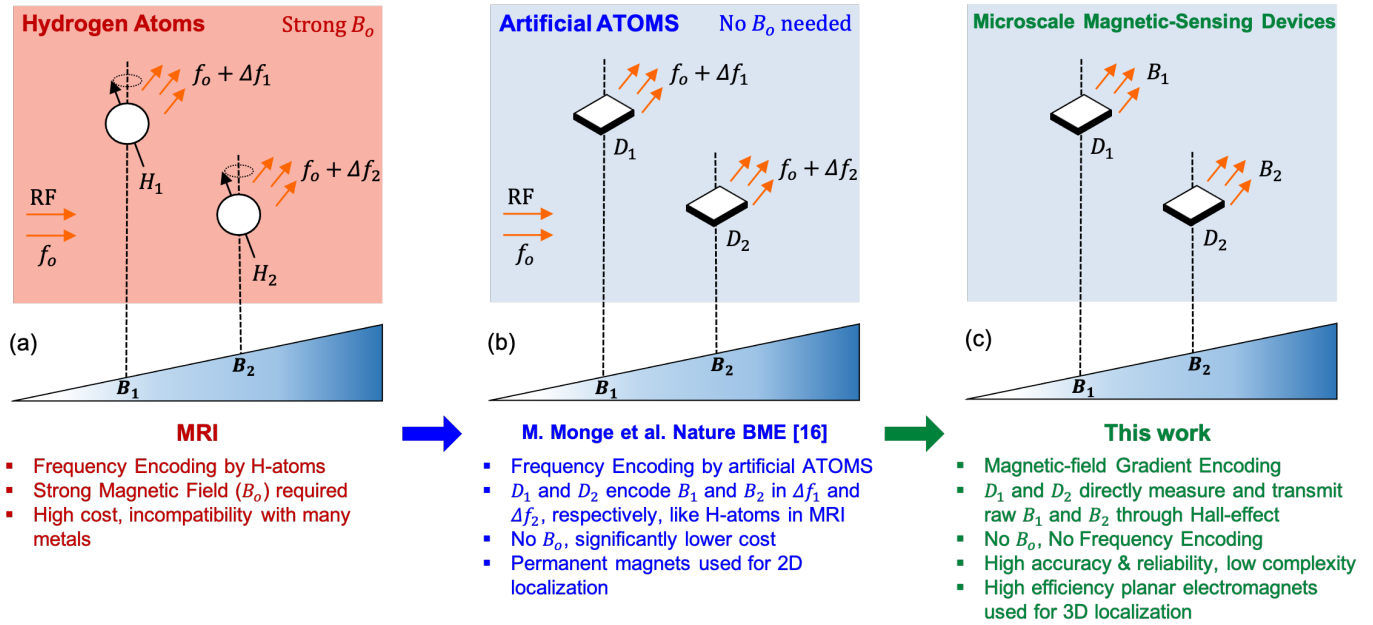 Hydrogen Atoms
Strong Bₒ
fₒ + Δf₁
H₁
fₒ + Δf₂
RF
fₒ
H₂
(a)
B₁
B₂
MRI
▪ Frequency Encoding by H-atoms
▪ Strong Magnetic Field (Bₒ) required
▪ High cost, incompatibility with many
metals
Artificial ATOMS
No Bₒ needed
fₒ + Δf₁
D₁
fₒ + Δf₂
RF
fₒ
D₂
(b)
B₁
B₂
M. Monge et al. Nature BME [16]
▪ Frequency Encoding by artificial ATOMS
▪ D₁ and D₂ encode B₁ and B₂ in Δf₁ and
Δf₂, respectively, like H-atoms in MRI
▪ No Bₒ, significantly lower cost
▪ Permanent magnets used for 2D
localization
Microscale Magnetic-Sensing Devices
B₁
D₁
B₂
D₂
(c)
B₁
B₂
This work
▪ Magnetic-field Gradient Encoding
▪ D₁ and D₂ directly measure and transmit
raw B₁ and B₂ through Hall-effect
▪ No Bₒ, No Frequency Encoding
▪ High accuracy & reliability, low complexity
▪ High efficiency planar electromagnets
used for 3D localization